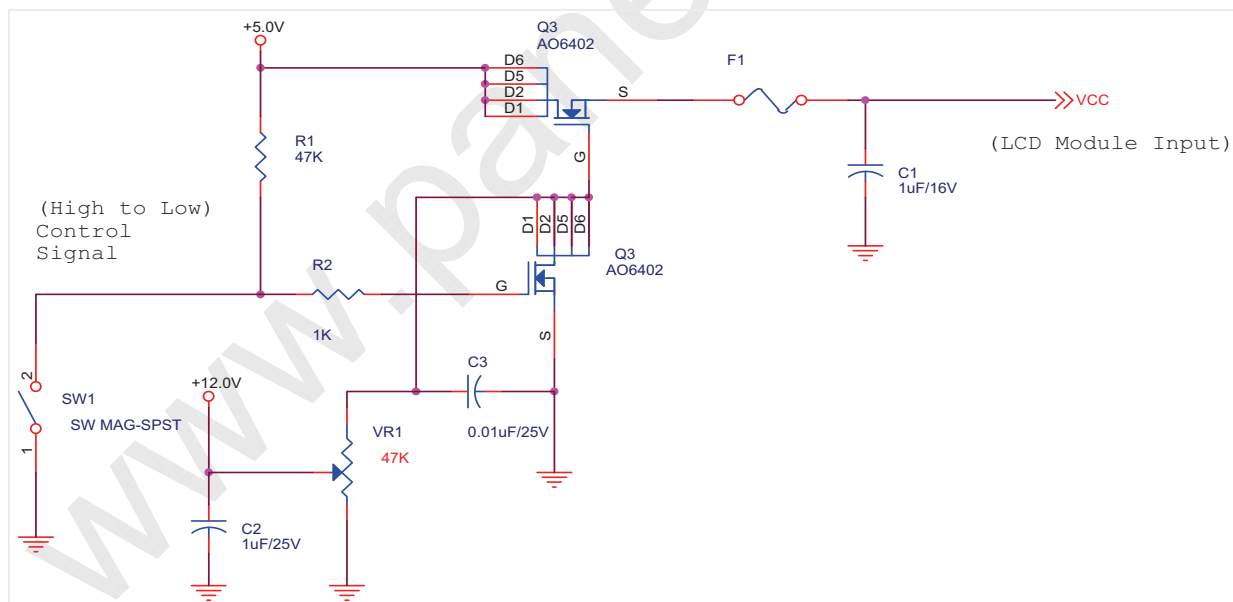 +5.0V
Q3
AO6402
D6
D5
D2
D1
S
G
F1
VCC
(LCD Module Input)
R1
47K
C1
1uF/16V
(High to Low)
Control
Signal
D1
D2
D5
D6
Q3
AO6402
R2
1K
G
S
2
1
SW1
SW MAG-SPST
+12.0V
C3
0.01uF/25V
VR1
47K
C2
1uF/25V
www.pane